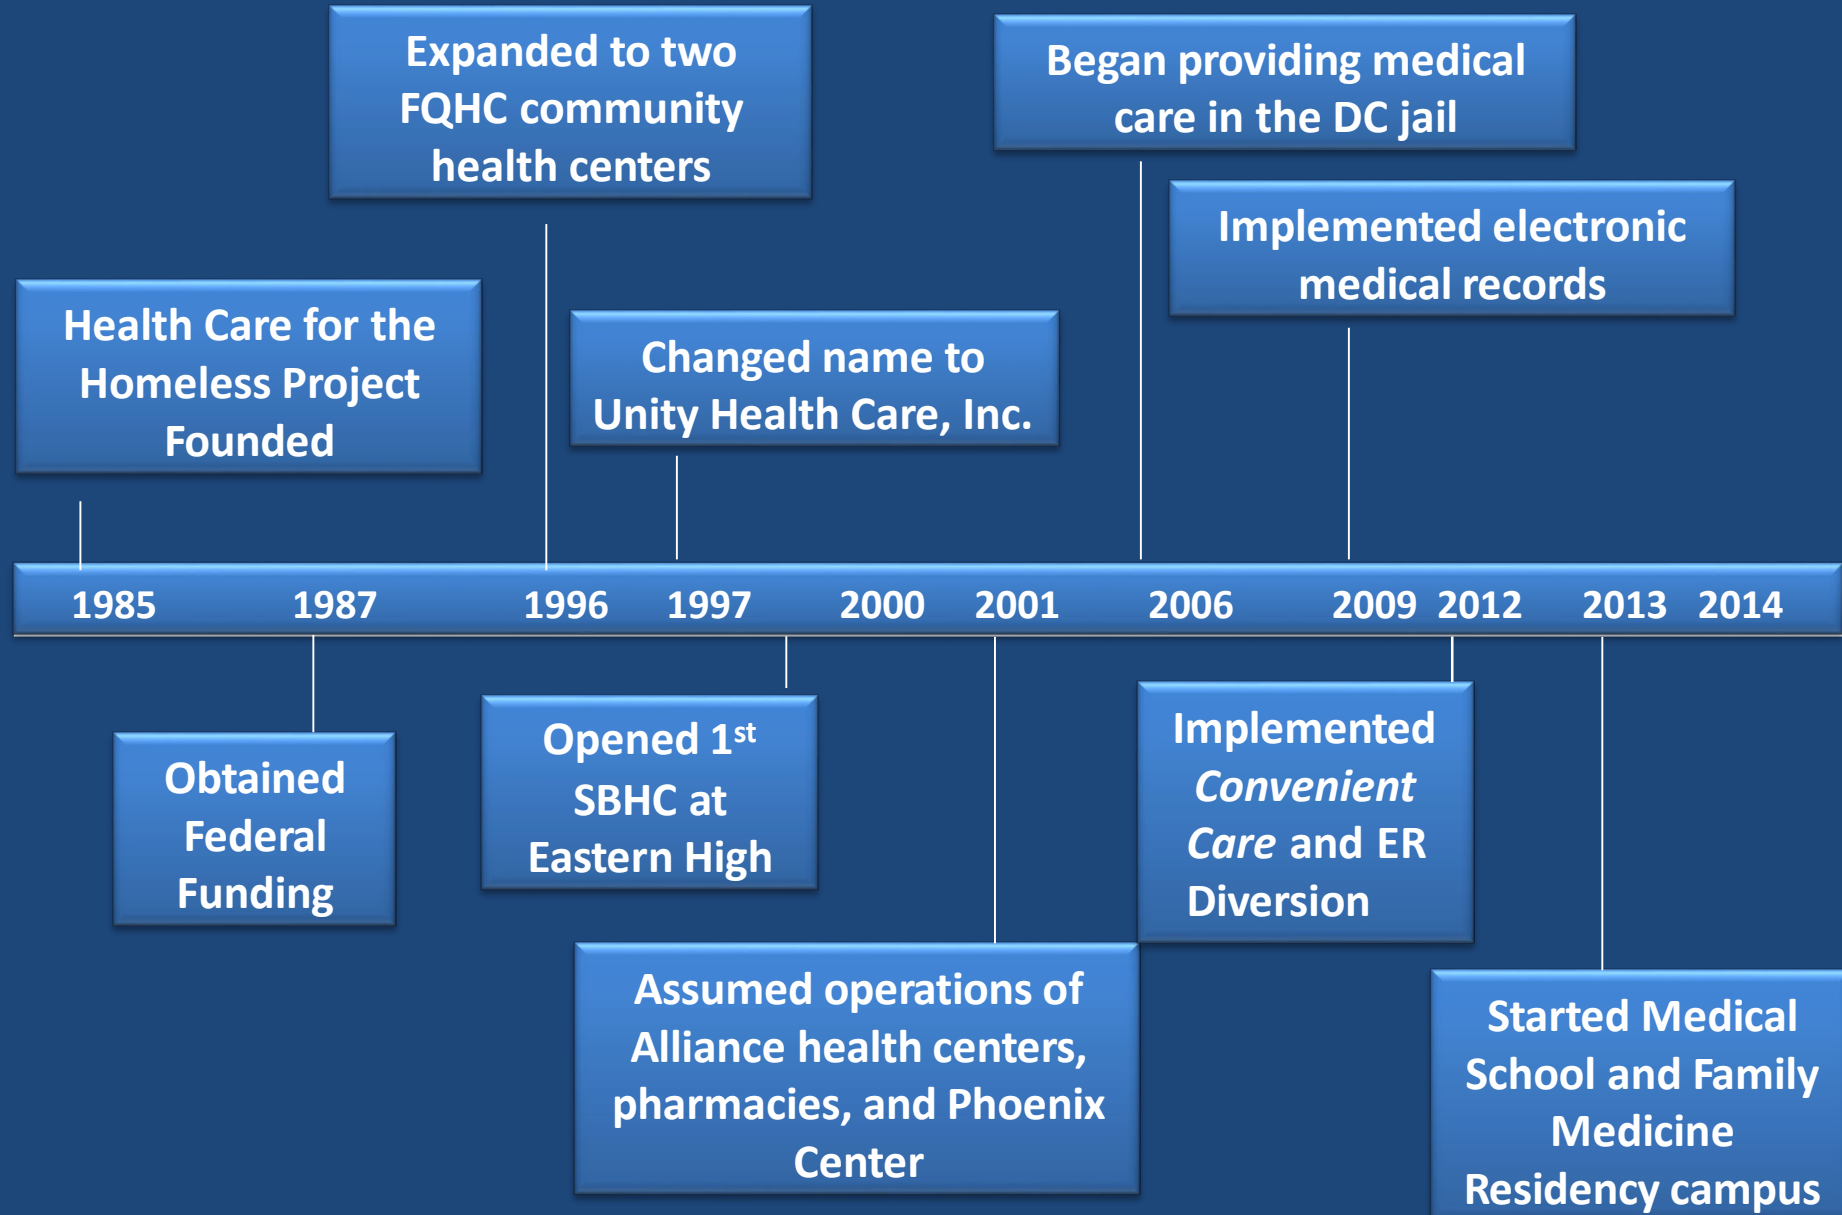 Expanded to two
FQHC community
health centers
Began providing medical
care in the DC jail
Implemented electronic
medical records
Health Care for the
Homeless Project
Founded
Changed name to
Unity Health Care, Inc.
1985 1987 1996 1997 2000 2001 2006 2009 2012 2013 2014
Obtained
Federal
Funding
Opened 1st
SBHC at
Eastern High
Implemented
Convenient
Care and ER
Diversion
Assumed operations of
Alliance health centers,
pharmacies, and Phoenix
Center
Started Medical
School and Family
Medicine
Residency campus